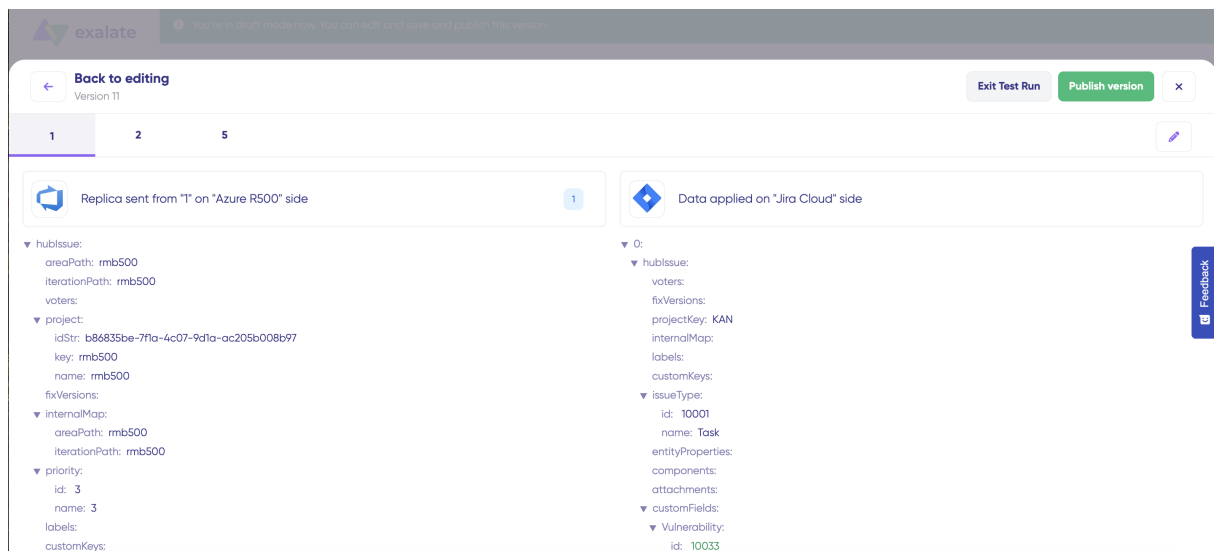 exalate
You're in draft mode now. You can edit and save and publish this version
Back to editing
Version 11
Exit Test Run
Publish version
1
2
5
Replica sent from "1" on "Azure R500" side
1
hubIssue:
areaPath: rmb500
iterationPath: rmb500
voters:
project:
idStr: b86835be-7f1a-4c07-9d1a-ac205b008b97
key: rmb500
name: rmb500
fixVersions:
internalMap:
areaPath: rmb500
iterationPath: rmb500
priority:
id: 3
name: 3
labels:
customKeys:
Data applied on "Jira Cloud" side
0:
hubIssue:
voters:
fixVersions:
projectKey: KAN
internalMap:
labels:
customKeys:
issueType:
id: 10001
name: Task
entityProperties:
components:
attachments:
customFields:
Vulnerability:
id: 10033
Feedback